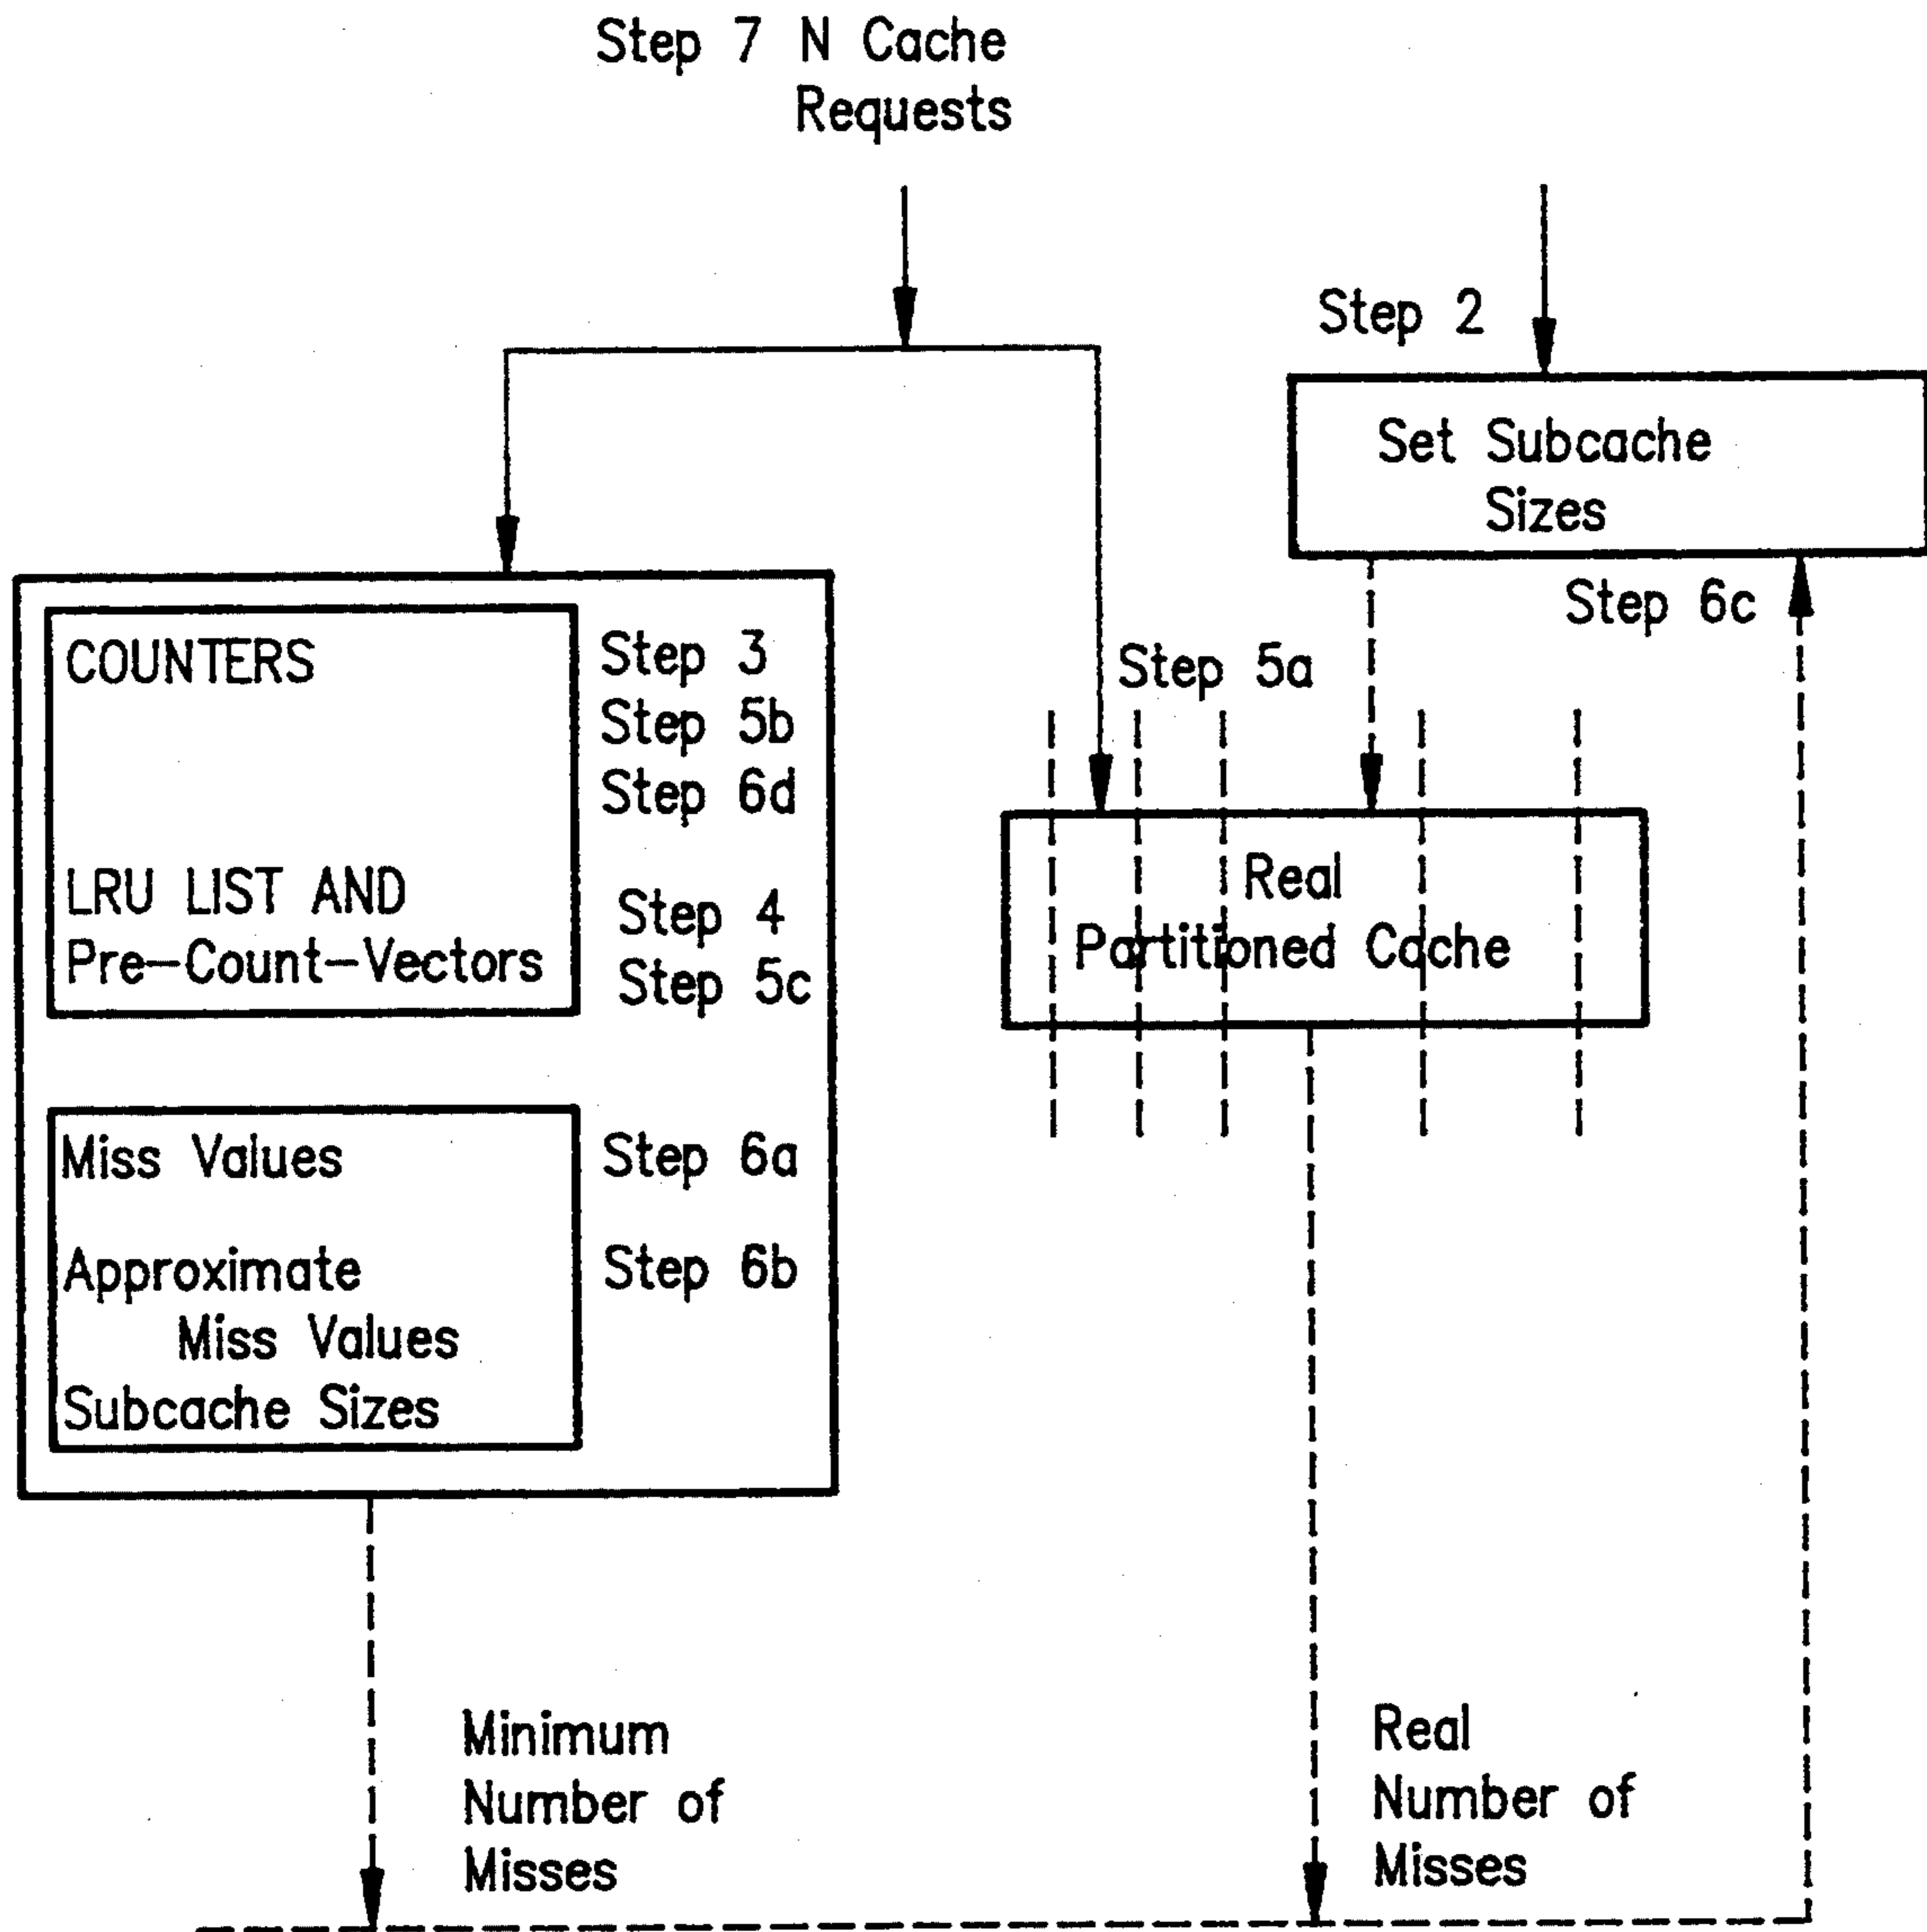 Step 7 N Cache
Requests
Step 2
Set Subcache
Sizes
Step 6c
COUNTERS
Step 3
Step 5b
Step 6d
LRU LIST AND
Pre-Count-Vectors
Step 4
Step 5c
Step 5a
Real
Partitioned Cache
Miss Values
Step 6a
Approximate
Miss Values
Step 6b
Subcache Sizes
Minimum
Number of
Misses
Real
Number of
Misses